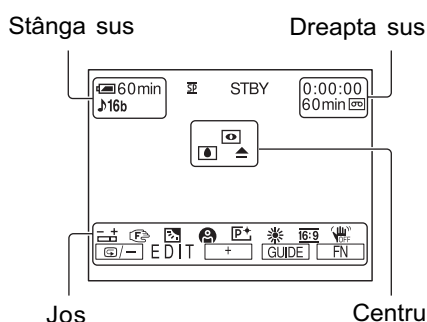 Stânga sus Dreapta sus
60min SP STBY 0:00:00
♪16b 60min
P+ 16:9 OFF
/− EDIT + GUIDE FN
Jos Centru